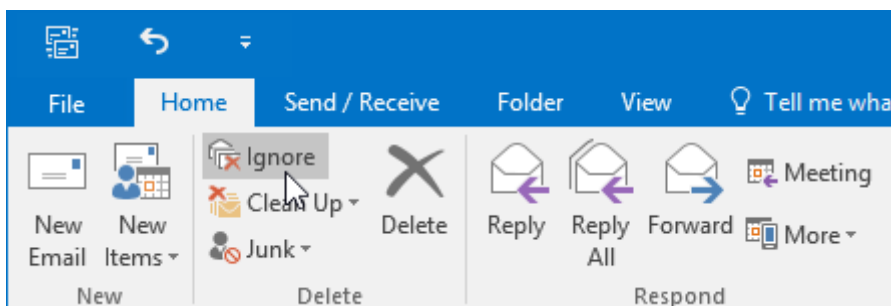 File Home Send / Receive Folder View Tell me wha
Ignore
Clean Up
Junk
New
Email
New
Items
Delete
Reply
Reply
All
Forward
Meeting
More
New Delete Respond